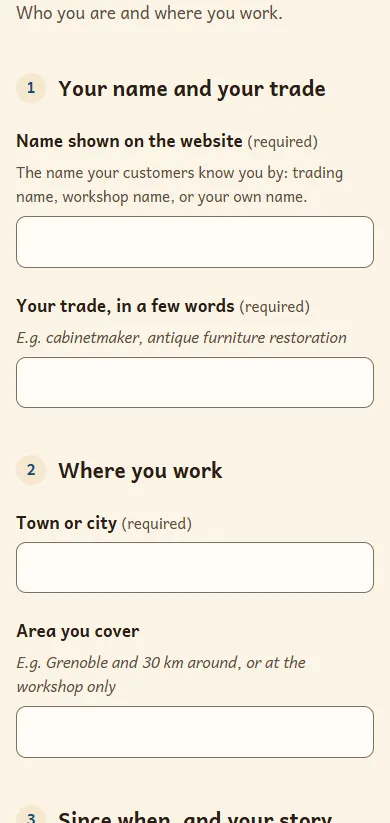 Who you are and where you work.
1 Your name and your trade
Name shown on the website (required)
The name your customers know you by: trading
name, workshop name, or your own name.
Your trade, in a few words (required)
E.g. cabinetmaker, antique furniture restoration
2 Where you work
Town or city (required)
Area you cover
E.g. Grenoble and 30 km around, or at the
workshop only
3 Since when, and your story